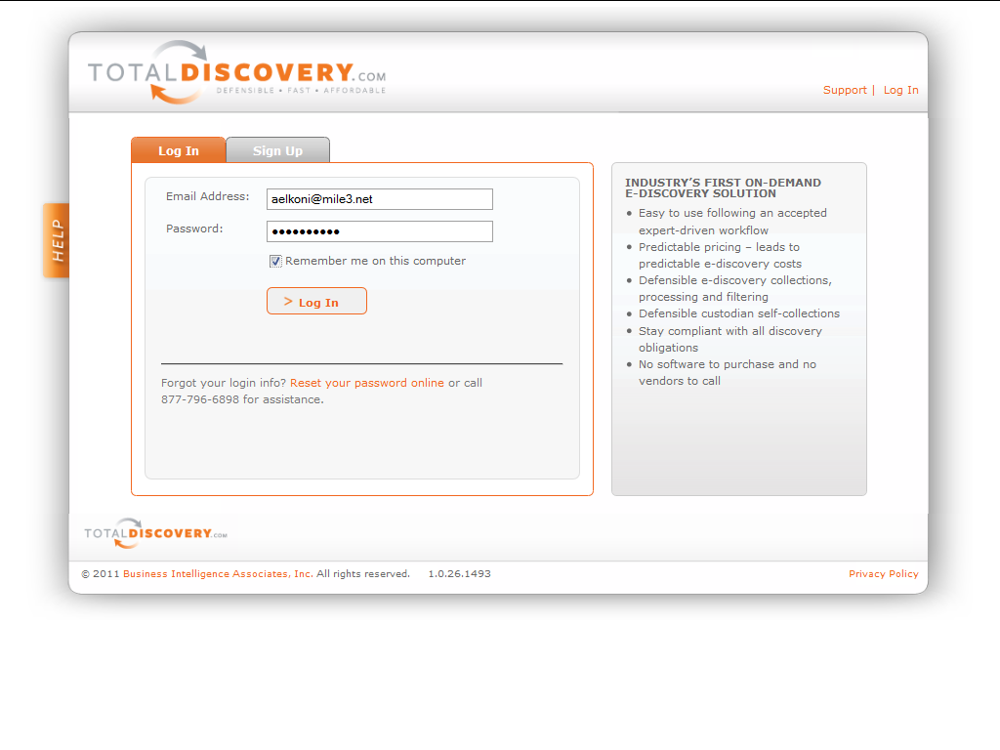 TOTALDISCOVERY.COM
DEFENSIBLE • FAST • AFFORDABLE
Support | Log In
Log In
Sign Up
HELP
Email Address: aelkoni@mile3.net
Password: ••••••••••
Remember me on this computer
> Log In
Forgot your login info? Reset your password online or call
877-796-6898 for assistance.
INDUSTRY'S FIRST ON-DEMAND
E-DISCOVERY SOLUTION
• Easy to use following an accepted
expert-driven workflow
• Predictable pricing – leads to
predictable e-discovery costs
• Defensible e-discovery collections,
processing and filtering
• Defensible custodian self-collections
• Stay compliant with all discovery
obligations
• No software to purchase and no
vendors to call
TOTALDISCOVERY.COM
© 2011 Business Intelligence Associates, Inc. All rights reserved. 1.0.26.1493
Privacy Policy